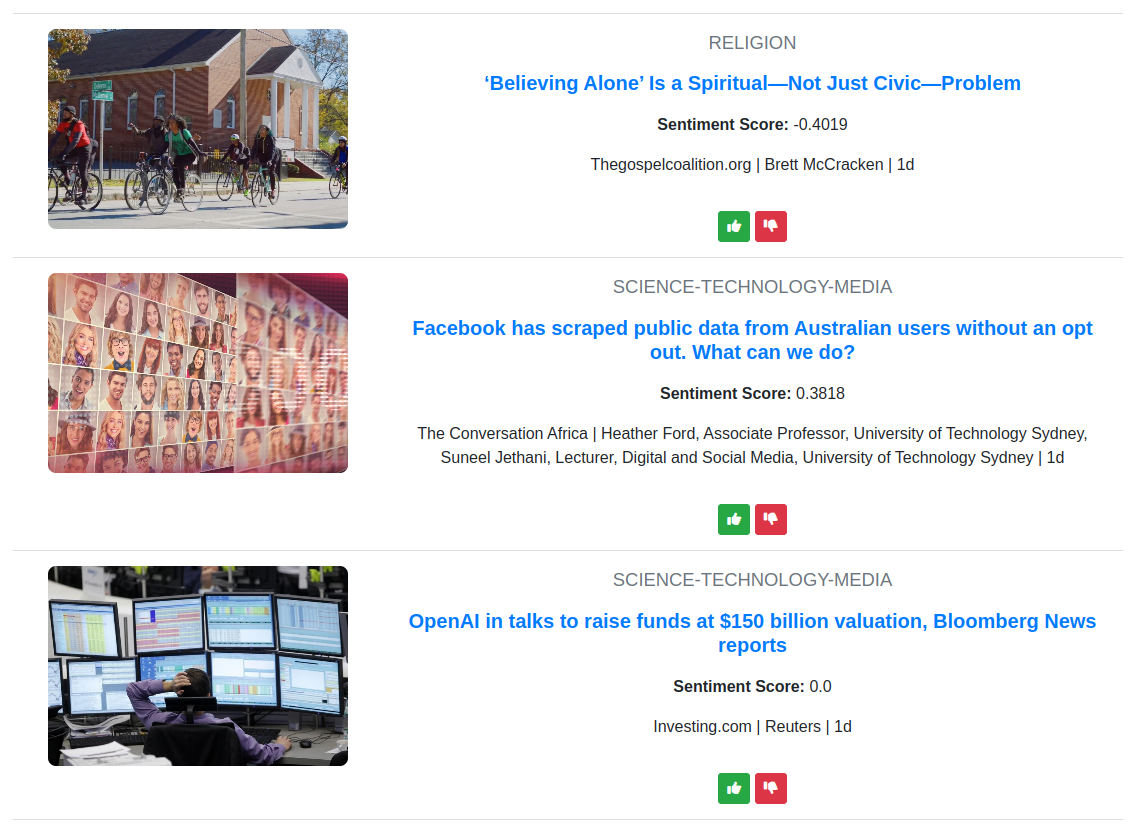 RELIGION
‘Believing Alone’ Is a Spiritual—Not Just Civic—Problem
Sentiment Score: -0.4019
Thegospelcoalition.org | Brett McCracken | 1d
SCIENCE-TECHNOLOGY-MEDIA
Facebook has scraped public data from Australian users without an opt
out. What can we do?
Sentiment Score: 0.3818
The Conversation Africa | Heather Ford, Associate Professor, University of Technology Sydney,
Suneel Jethani, Lecturer, Digital and Social Media, University of Technology Sydney | 1d
SCIENCE-TECHNOLOGY-MEDIA
OpenAI in talks to raise funds at $150 billion valuation, Bloomberg News
reports
Sentiment Score: 0.0
Investing.com | Reuters | 1d